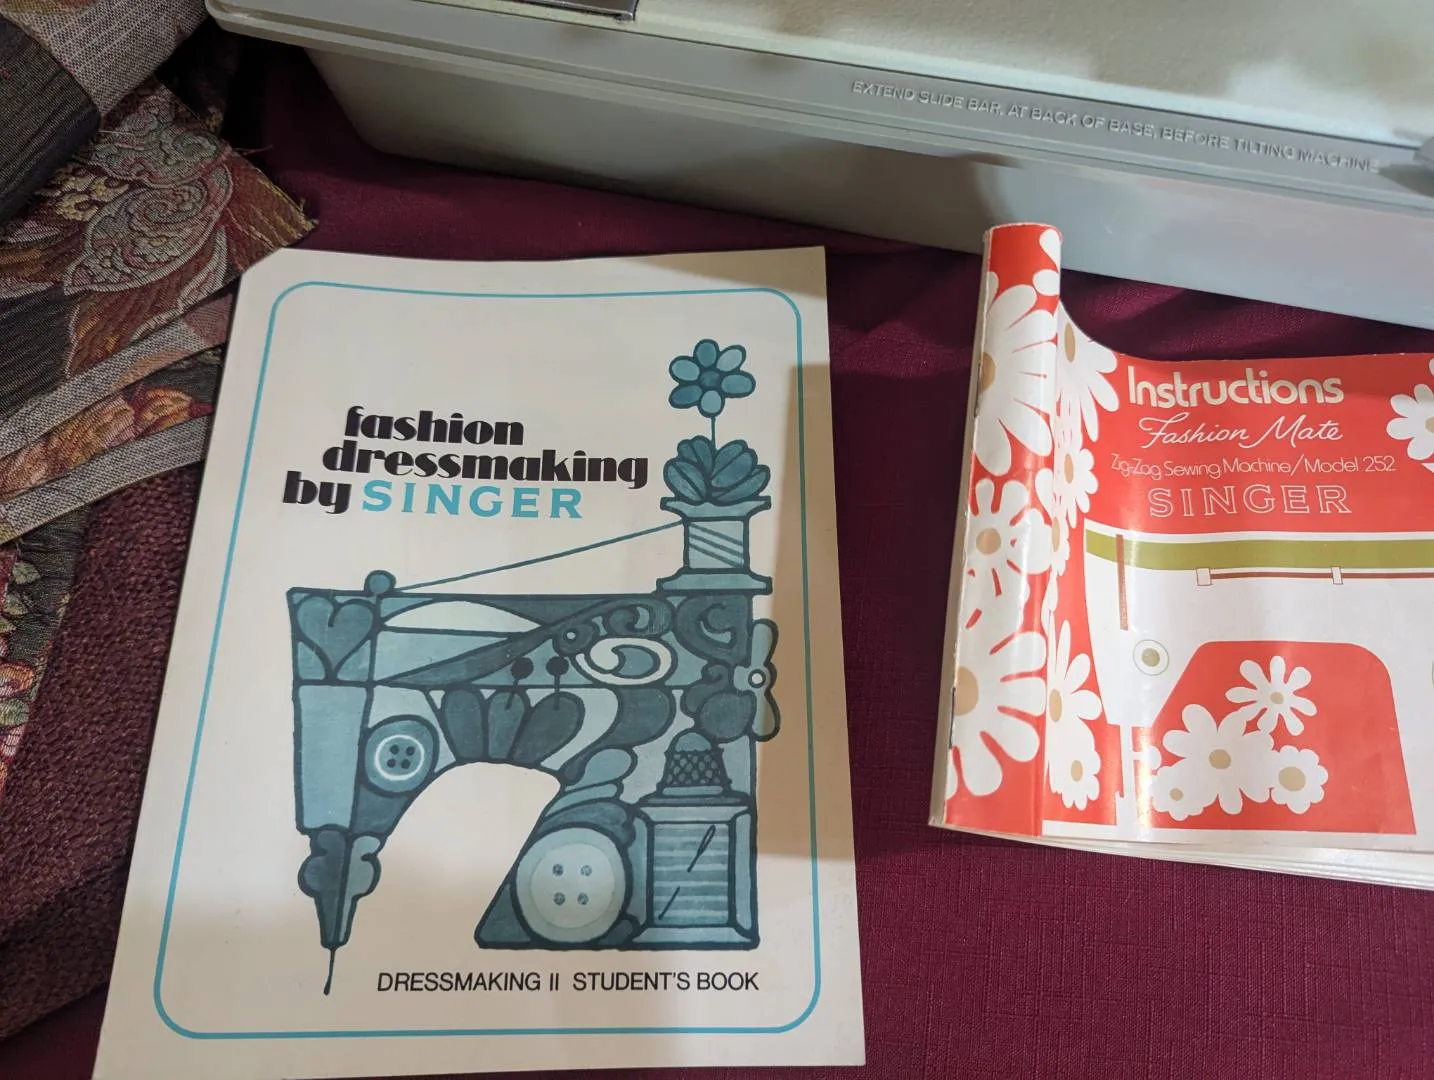 EXTEND SLIDE BAR, AT BACK OF BASE, BEFORE TILTING MACHINE
fashion
dressmaking
by SINGER
DRESSMAKING II STUDENT'S BOOK
Instructions
Fashion Mate
Zig-Zag Sewing Machine/Model 252
SINGER